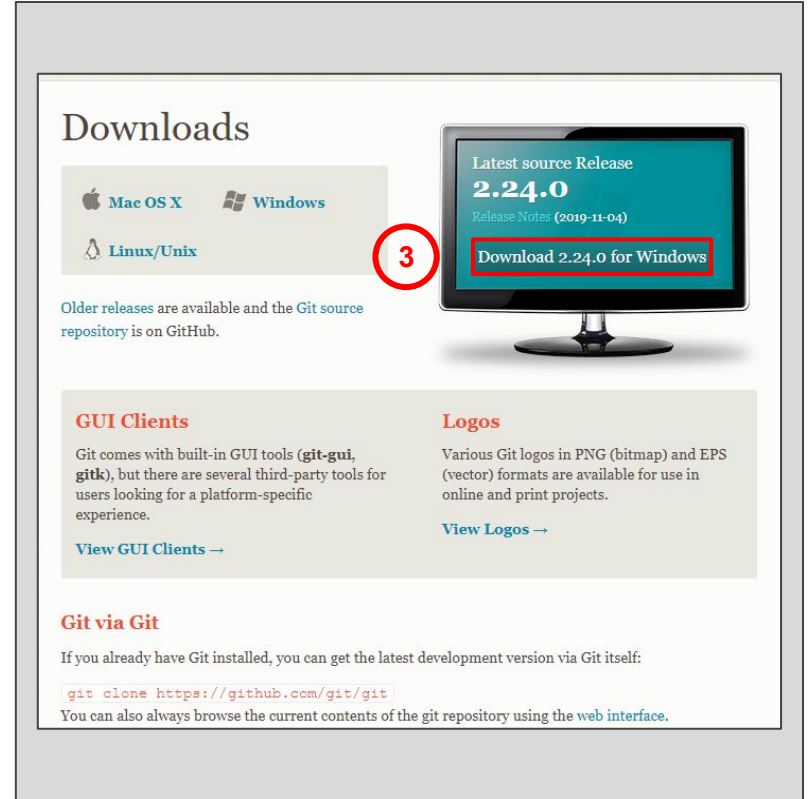 Downloads
Mac OS X
Windows
Linux/Unix
Older releases are available and the Git source
repository is on GitHub.
Latest source Release
2.24.0
Release Notes (2019-11-04)
3
Download 2.24.0 for Windows
GUI Clients
Git comes with built-in GUI tools (git-gui,
gitk), but there are several third-party tools for
users looking for a platform-specific
experience.
View GUI Clients →
Logos
Various Git logos in PNG (bitmap) and EPS
(vector) formats are available for use in
online and print projects.
View Logos →
Git via Git
If you already have Git installed, you can get the latest development version via Git itself:
git clone https://github.com/git/git
You can also always browse the current contents of the git repository using the web interface.